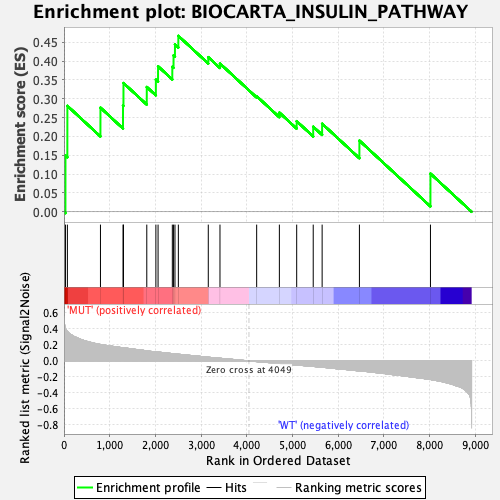 Enrichment plot: BIOCARTA_INSULIN_PATHWAY
Enrichment score (ES)
0.45
0.40
0.35
0.30
0.25
0.20
0.15
0.10
0.05
0.00
'MUT' (positively correlated)
Ranked list metric (Signal2Noise)
0.6
0.4
0.2
0.0
-0.2
-0.4
-0.6
-0.8
Zero cross at 4049
'WT' (negatively correlated)
0 1,000 2,000 3,000 4,000 5,000 6,000 7,000 8,000 9,000
Rank in Ordered Dataset
Enrichment profile Hits Ranking metric scores